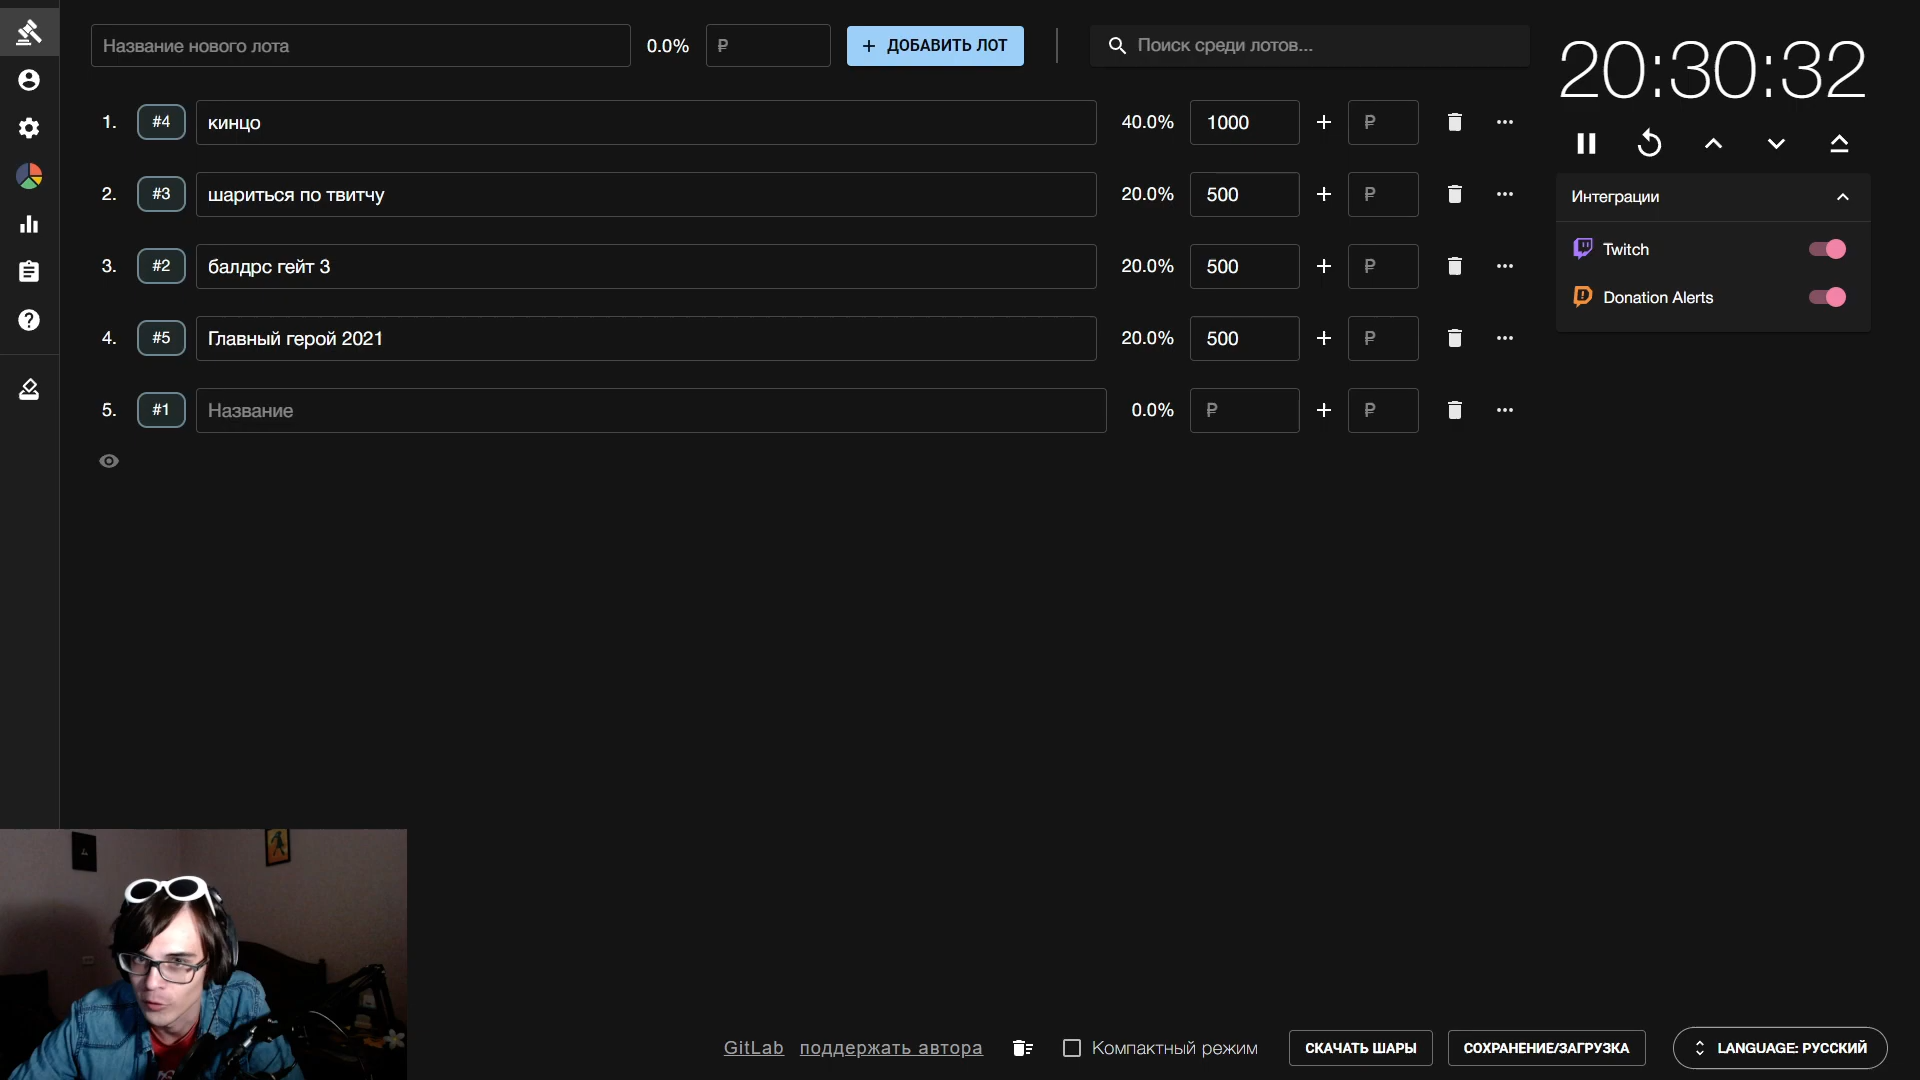 Название нового лота 0.0% ₽ + ДОБАВИТЬ ЛОТ Поиск среди лотов...
20:30:32
1. #4 кинцо 40.0% 1000 + ₽
2. #3 шариться по твитчу 20.0% 500 + ₽
3. #2 балдрс гейт 3 20.0% 500 + ₽
4. #5 Главный герой 2021 20.0% 500 + ₽
5. #1 Название 0.0% ₽ + ₽
Интеграции
Twitch
Donation Alerts
GitLab поддержать автора Компактный режим СКАЧАТЬ ШАРЫ СОХРАНЕНИЕ/ЗАГРУЗКА LANGUAGE: РУССКИЙ